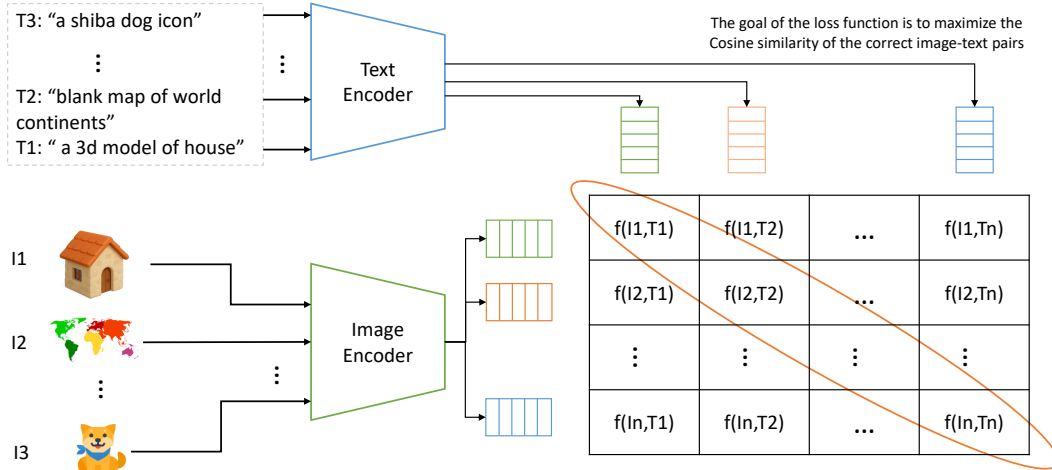 T3: “a shiba dog icon”
⋮
⋮
T2: “blank map of world
continents”
T1: “ a 3d model of house”
Text
Encoder
The goal of the loss function is to maximize the
Cosine similarity of the correct image-text pairs
I1
I2
⋮
⋮
I3
Image
Encoder
f(I1,T1) f(I1,T2) ... f(I1,Tn)
f(I2,T1) f(I2,T2) ... f(I2,Tn)
⋮ ⋮ ⋮ ⋮
f(In,T1) f(In,T2) ... f(In,Tn)